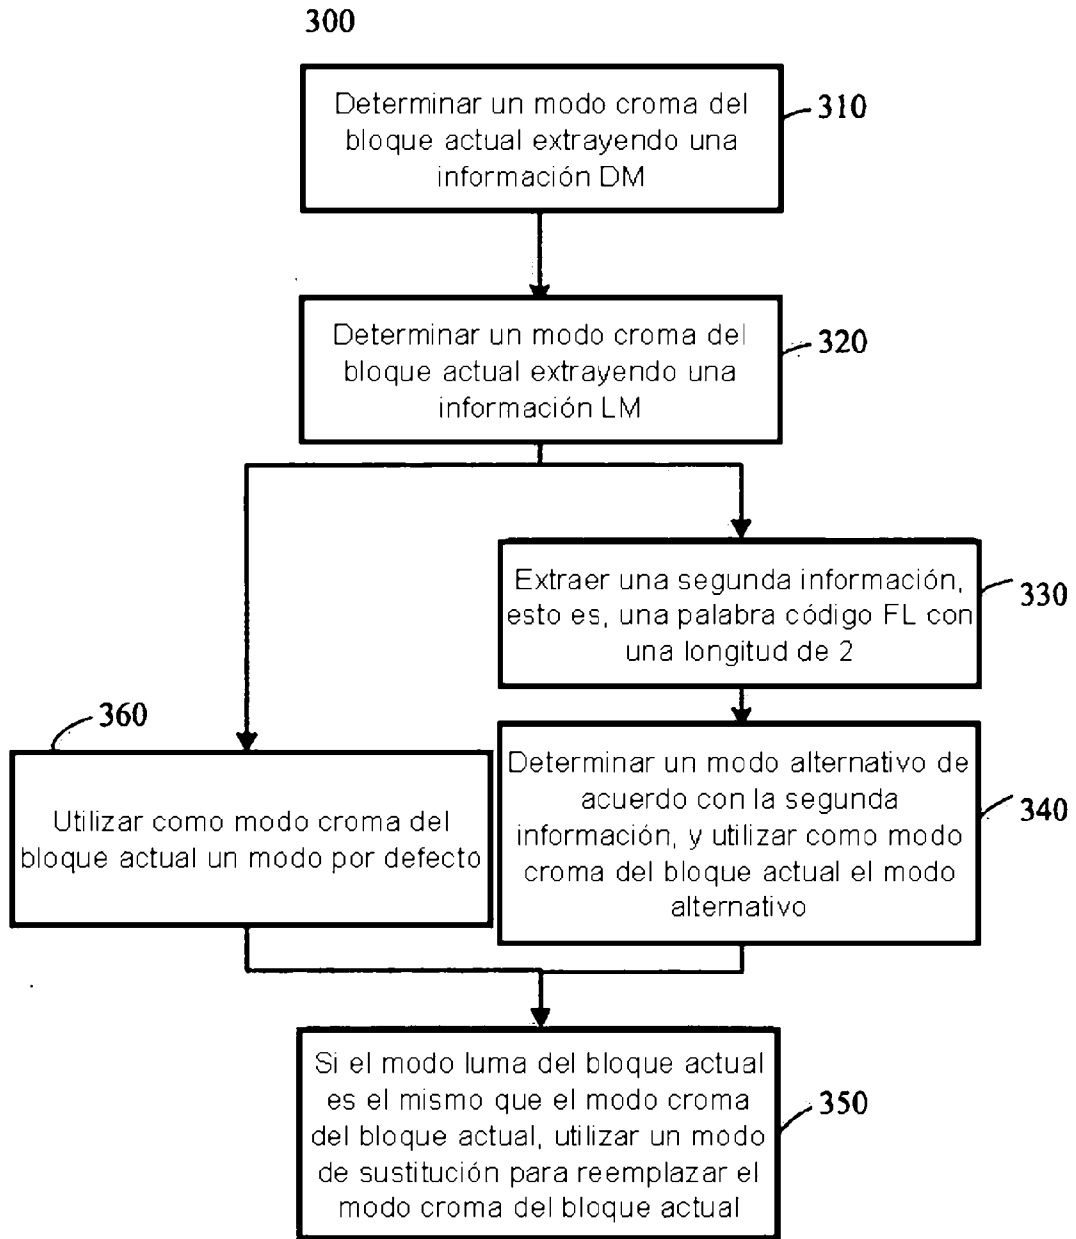 300
Determinar un modo croma del
bloque actual extrayendo una
información DM
310
Determinar un modo croma del
bloque actual extrayendo una
información LM
320
Extraer una segunda información,
esto es, una palabra código FL con
una longitud de 2
330
360
Utilizar como modo croma del
bloque actual un modo por defecto
Determinar un modo alternativo de
acuerdo con la segunda
información, y utilizar como modo
croma del bloque actual el modo
alternativo
340
Si el modo luma del bloque actual
es el mismo que el modo croma
del bloque actual, utilizar un modo
de sustitución para reemplazar el
modo croma del bloque actual
350